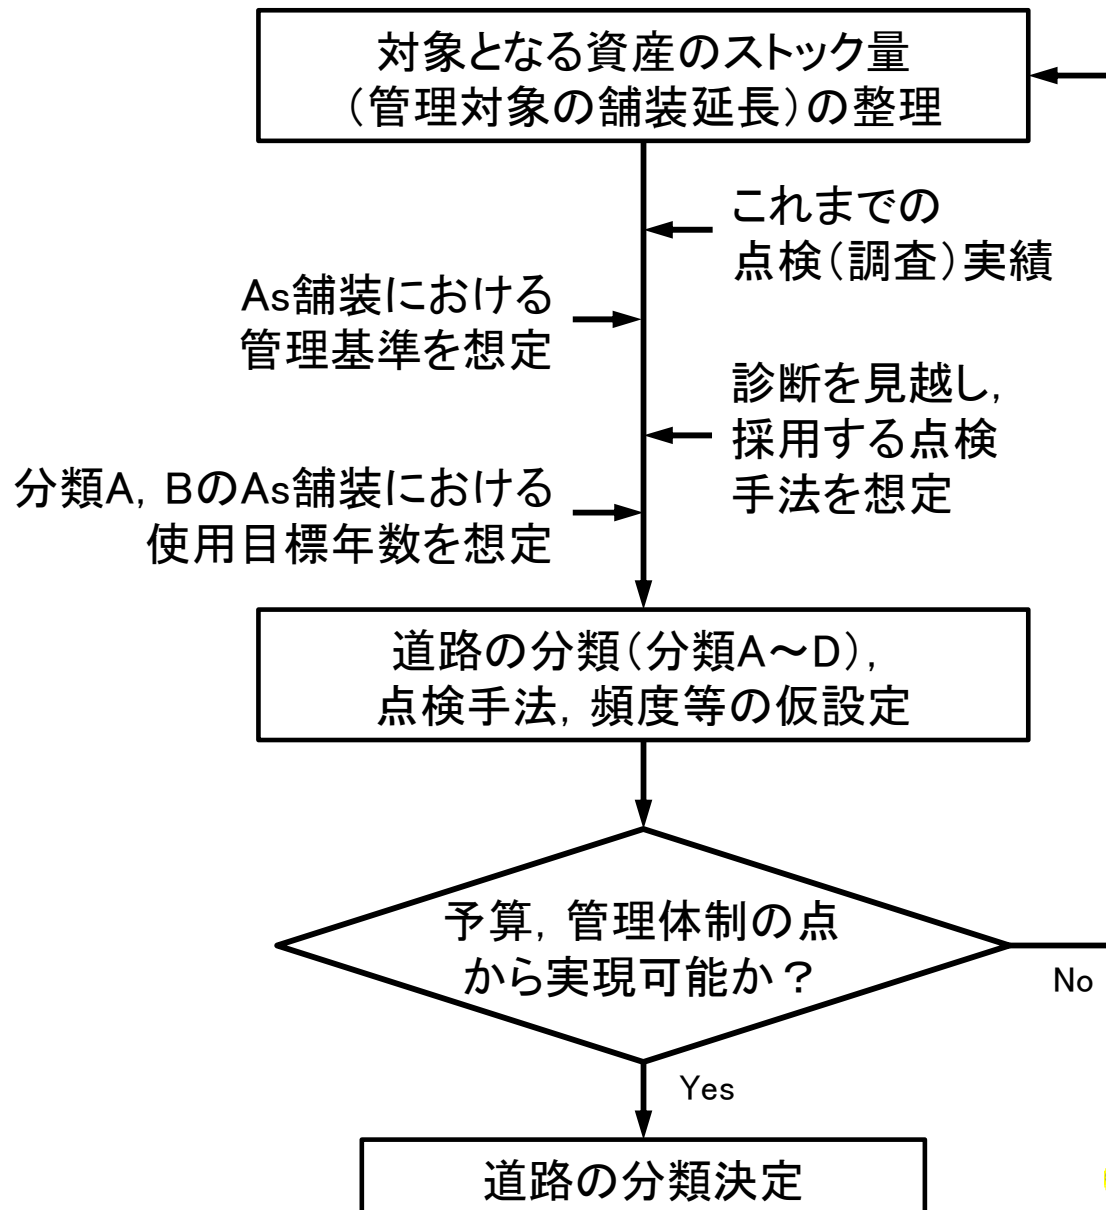 対象となる資産のストック量
（管理対象の舗装延長）の整理
これまでの
点検（調査）実績
As舗装における
管理基準を想定
診断を見越し，
採用する点検
手法を想定
分類A，BのAs舗装における
使用目標年数を想定
道路の分類（分類A～D），
点検手法，頻度等の仮設定
予算，管理体制の点
から実現可能か？
No
Yes
道路の分類決定